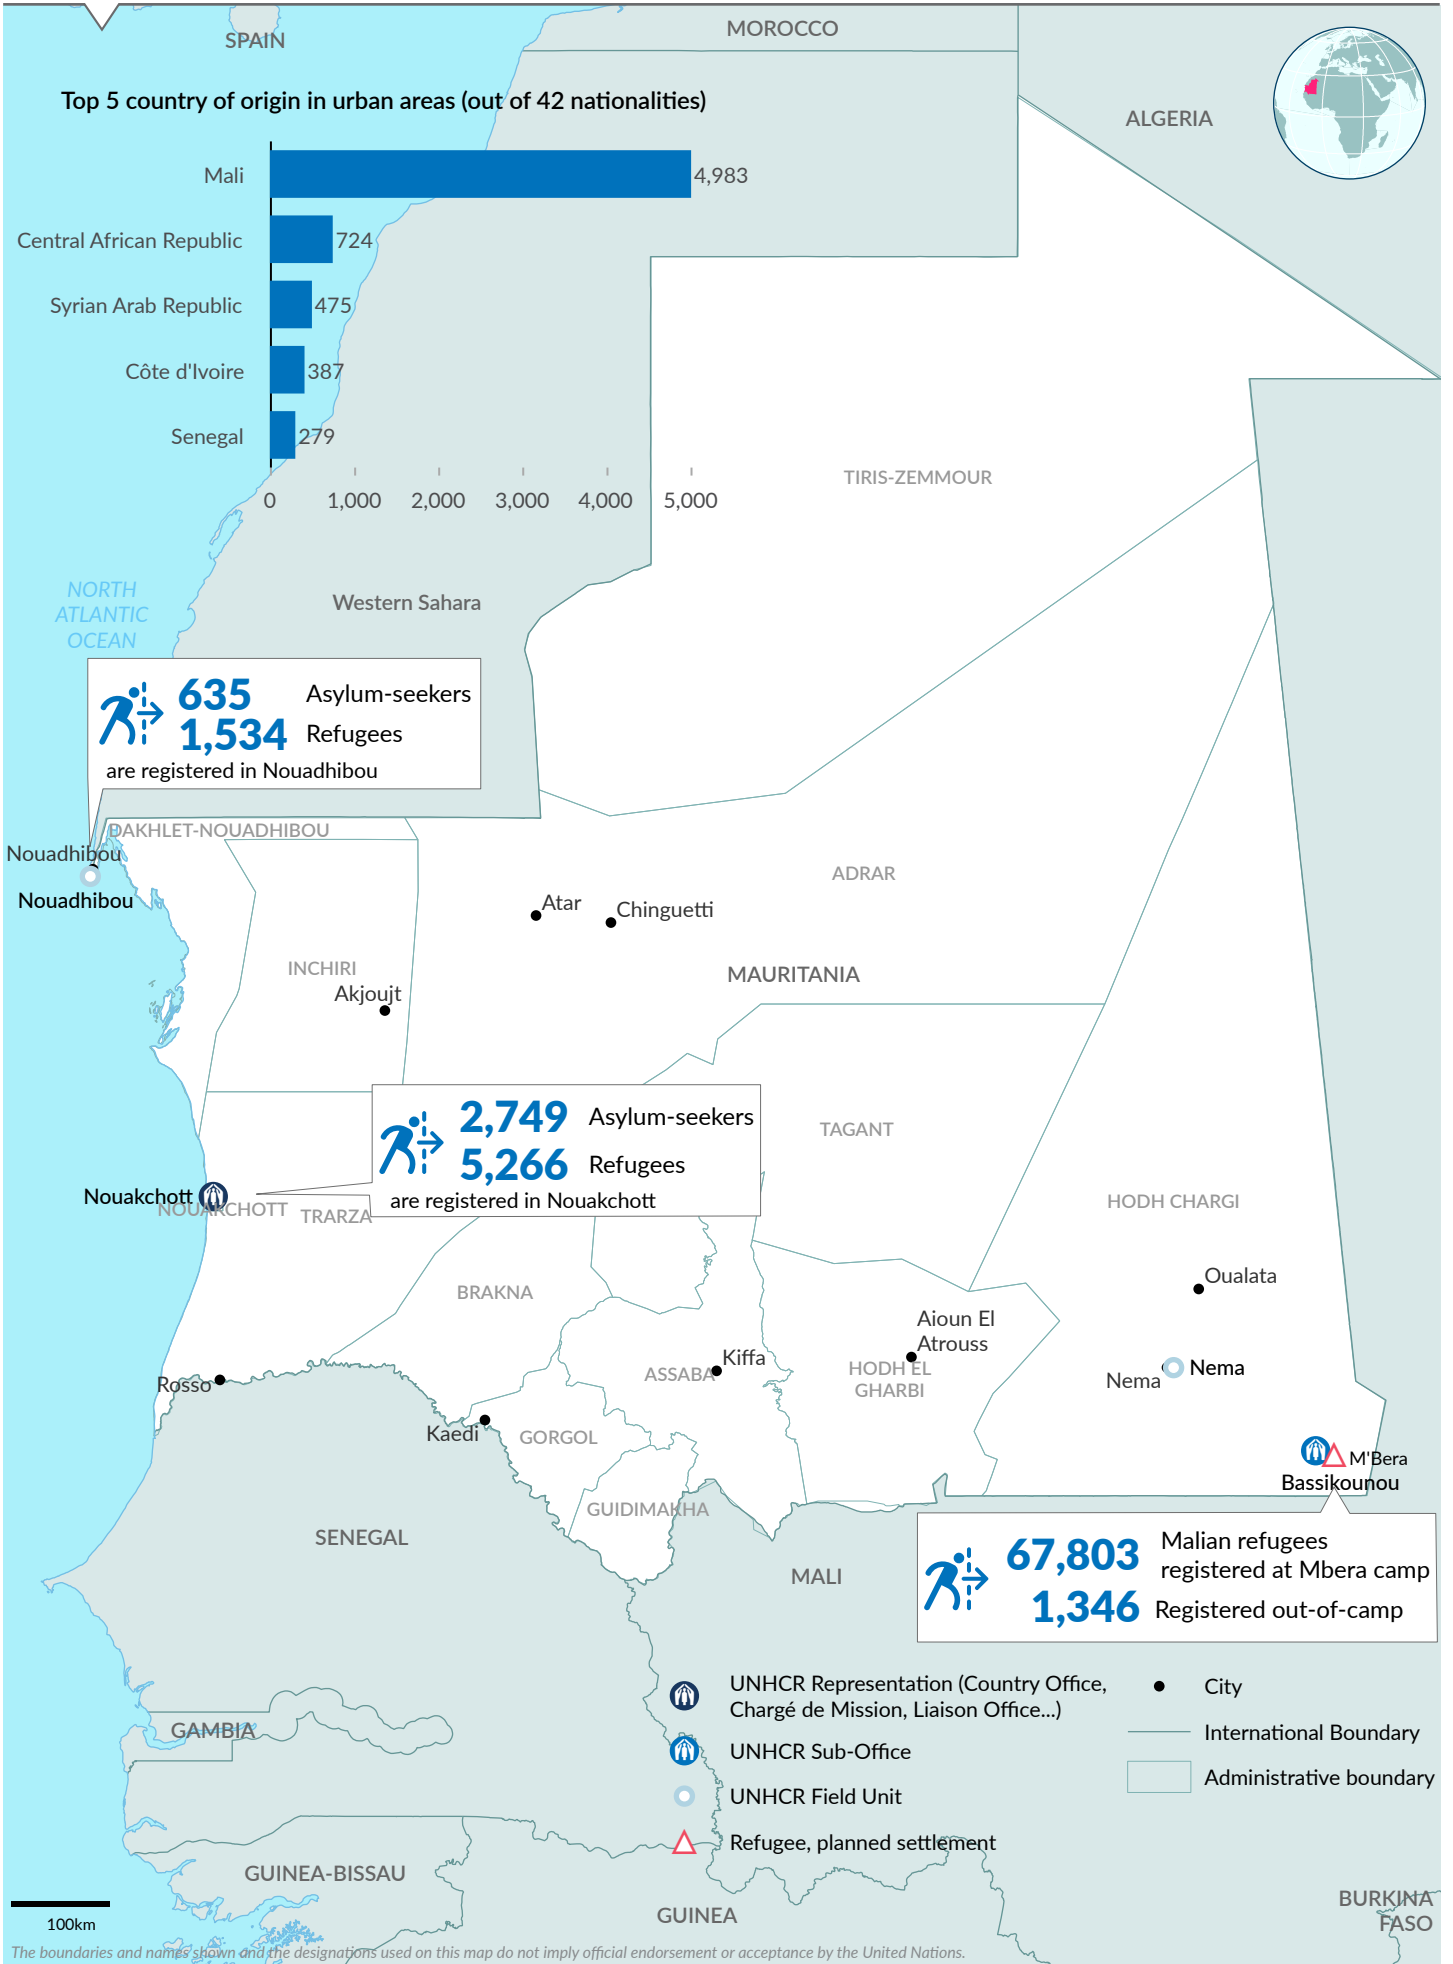 SPAIN
MOROCCO
ALGERIA
Top 5 country of origin in urban areas (out of 42 nationalities)
Mali
4,983
Central African Republic
724
Syrian Arab Republic
475
Côte d'Ivoire
387
Senegal
279
0
1,000
2,000
3,000
4,000
5,000
TIRIS-ZEMMOUR
NORTH
ATLANTIC
OCEAN
Western Sahara
635 Asylum-seekers
1,534 Refugees
are registered in Nouadhibou
DAKHLET-NOUADHIBOU
Nouadhibou
Nouadhibou
ADRAR
Atar
Chinguetti
INCHIRI
Akjoujt
MAURITANIA
2,749 Asylum-seekers
5,266 Refugees
are registered in Nouakchott
TAGANT
Nouakchott
NOUAKCHOTT
TRARZA
HODH CHARGI
BRAKNA
Oualata
Aioun El
Atrouss
Kiffa
ASSABA
HODH EL
GHARBI
Nema
Nema
Rosso
Kaedi
GORGOL
M'Bera
Bassikounou
GUIDIMAKHA
SENEGAL
MALI
67,803 Malian refugees
registered at Mbera camp
1,346 Registered out-of-camp
UNHCR Representation (Country Office,
Chargé de Mission, Liaison Office...)
UNHCR Sub-Office
UNHCR Field Unit
Refugee, planned settlement
City
International Boundary
Administrative boundary
GAMBIA
GUINEA-BISSAU
GUINEA
BURKINA
FASO
100km
The boundaries and names shown and the designations used on this map do not imply official endorsement or acceptance by the United Nations.